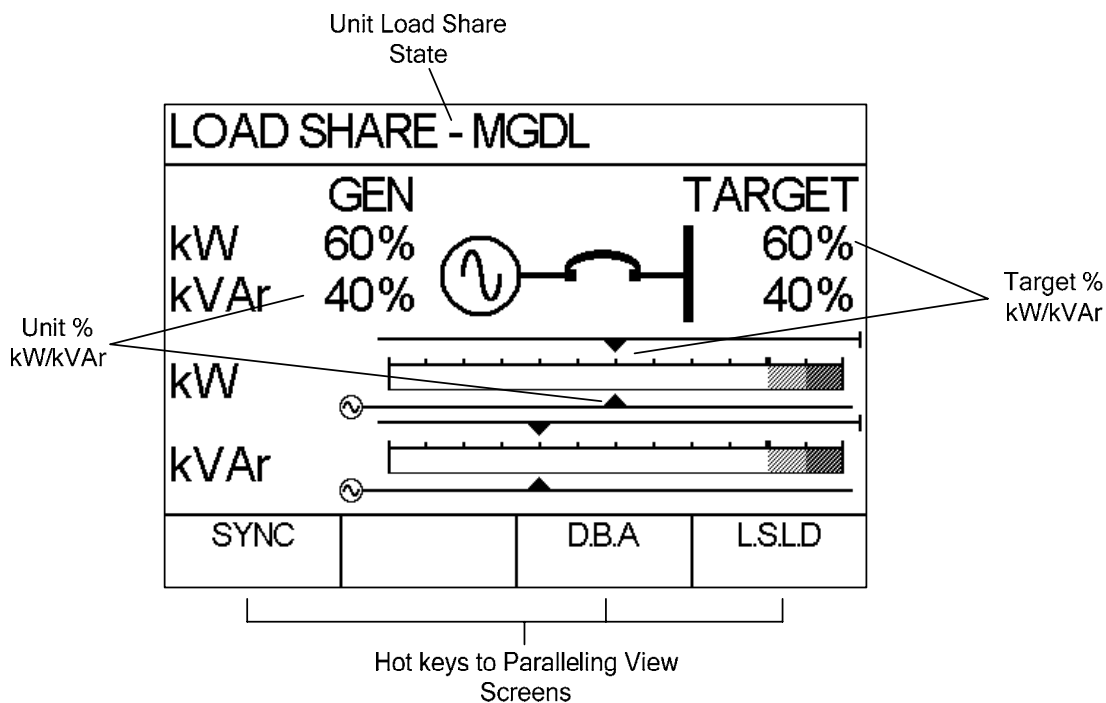 Unit Load Share
State
LOAD SHARE - MGDL
GEN TARGET
kW 60% 60%
kVAr 40% 40%
Target %
kW/kVAr
Unit %
kW/kVAr
kW
kVAr
SYNC D.B.A L.S.L.D
Hot keys to Paralleling View
Screens